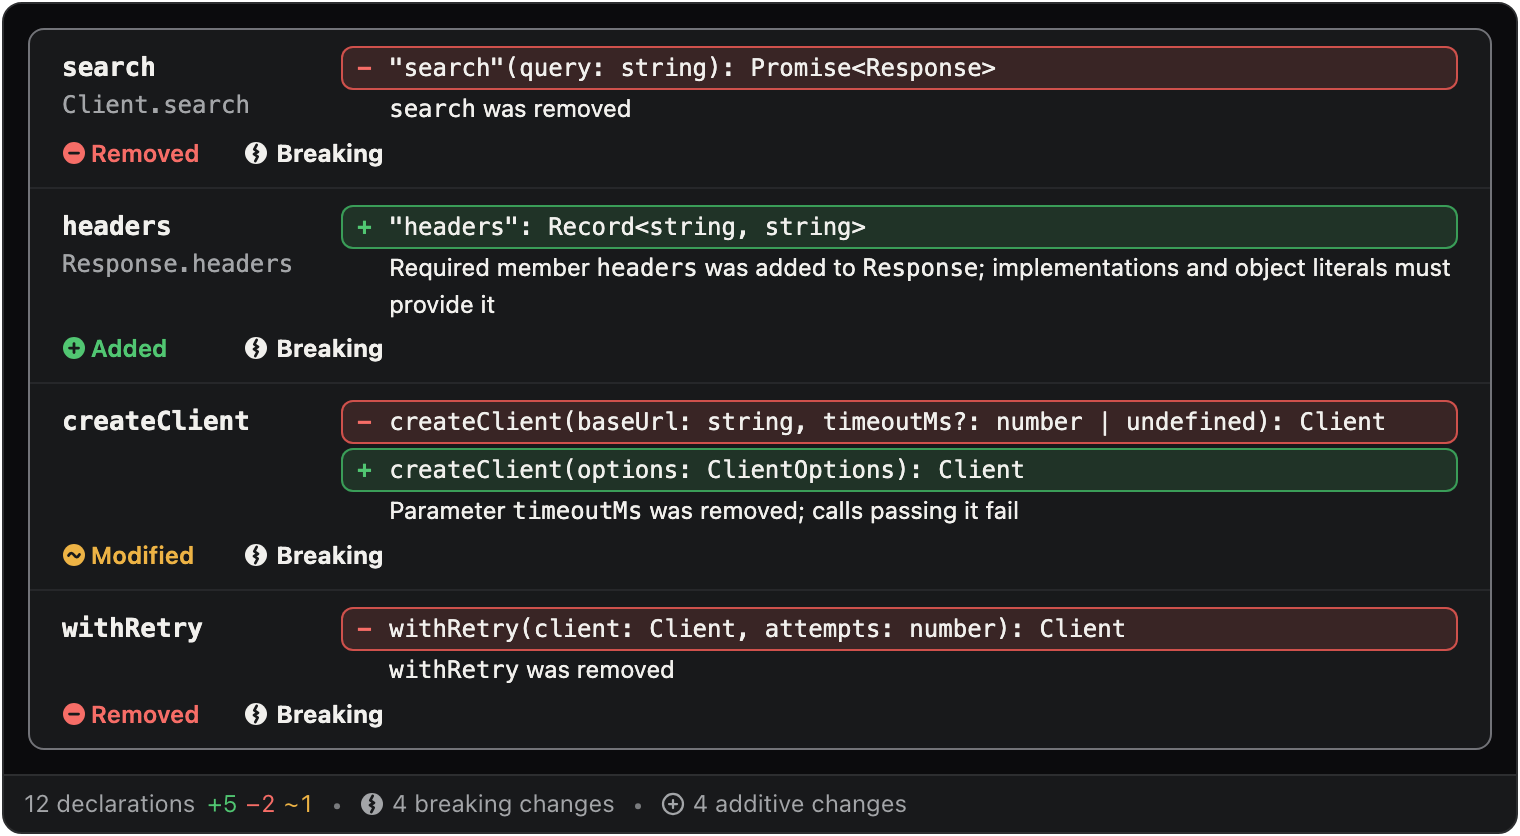 search
− "search"(query: string): Promise<Response>
Client.search
search was removed
Removed Breaking
headers
+ "headers": Record<string, string>
Response.headers
Required member headers was added to Response; implementations and object literals must
provide it
Added Breaking
createClient
− createClient(baseUrl: string, timeoutMs?: number | undefined): Client
+ createClient(options: ClientOptions): Client
Parameter timeoutMs was removed; calls passing it fail
Modified Breaking
withRetry
− withRetry(client: Client, attempts: number): Client
withRetry was removed
Removed Breaking
12 declarations +5 −2 ~1 • 4 breaking changes • 4 additive changes